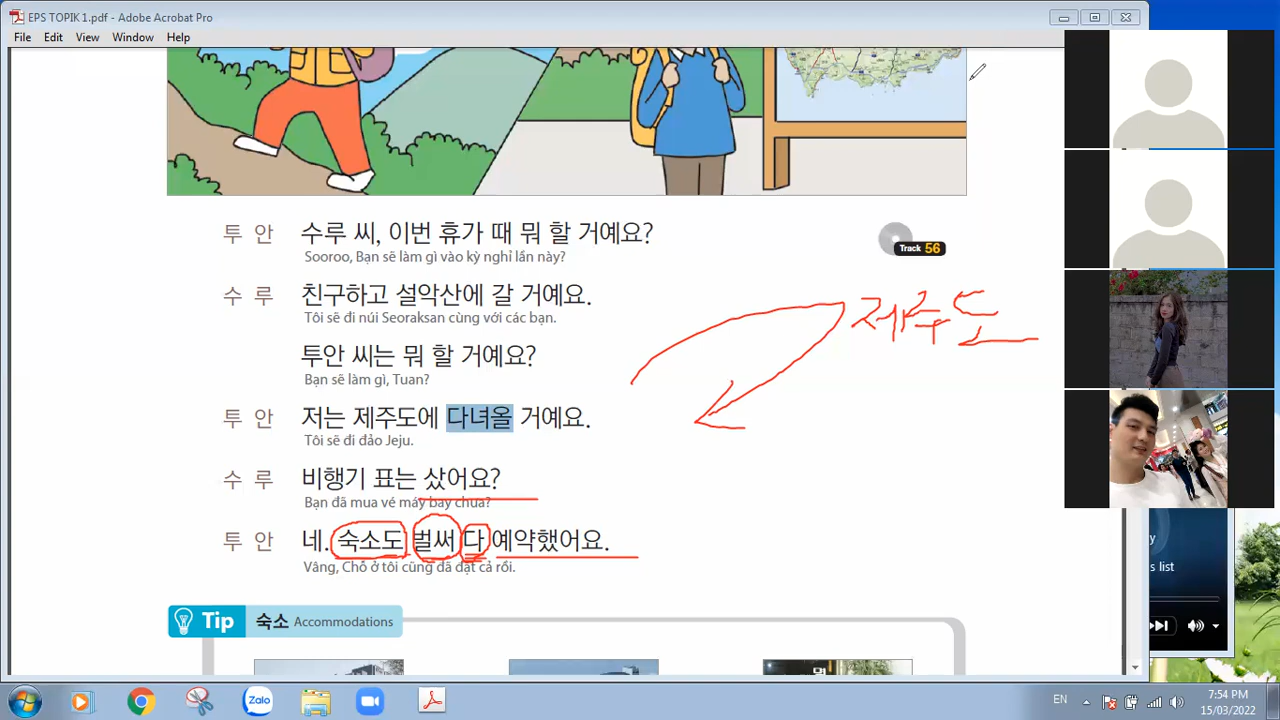 EPS TOPIK 1.pdf - Adobe Acrobat Pro
File Edit View Window Help
투 안 수루 씨, 이번 휴가 때 뭐 할 거예요?
Sooroo, Bạn sẽ làm gì vào kỳ nghỉ lần này?
Track 56
수 루 친구하고 설악산에 갈 거예요.
Tôi sẽ đi núi Seoraksan cùng với các bạn.
제주도
투안 씨는 뭐 할 거예요?
Bạn sẽ làm gì, Tuan?
투 안 저는 제주도에 다녀올 거예요.
Tôi sẽ đi đảo Jeju.
수 루 비행기 표는 샀어요?
Bạn đã mua vé máy bay chưa?
투 안 네. 숙소도 벌써 다 예약했어요.
Vâng, Chỗ ở tôi cũng đã đặt cả rồi.
's list
Tip 숙소 Accommodations
Zalo
EN
7:54 PM
15/03/2022